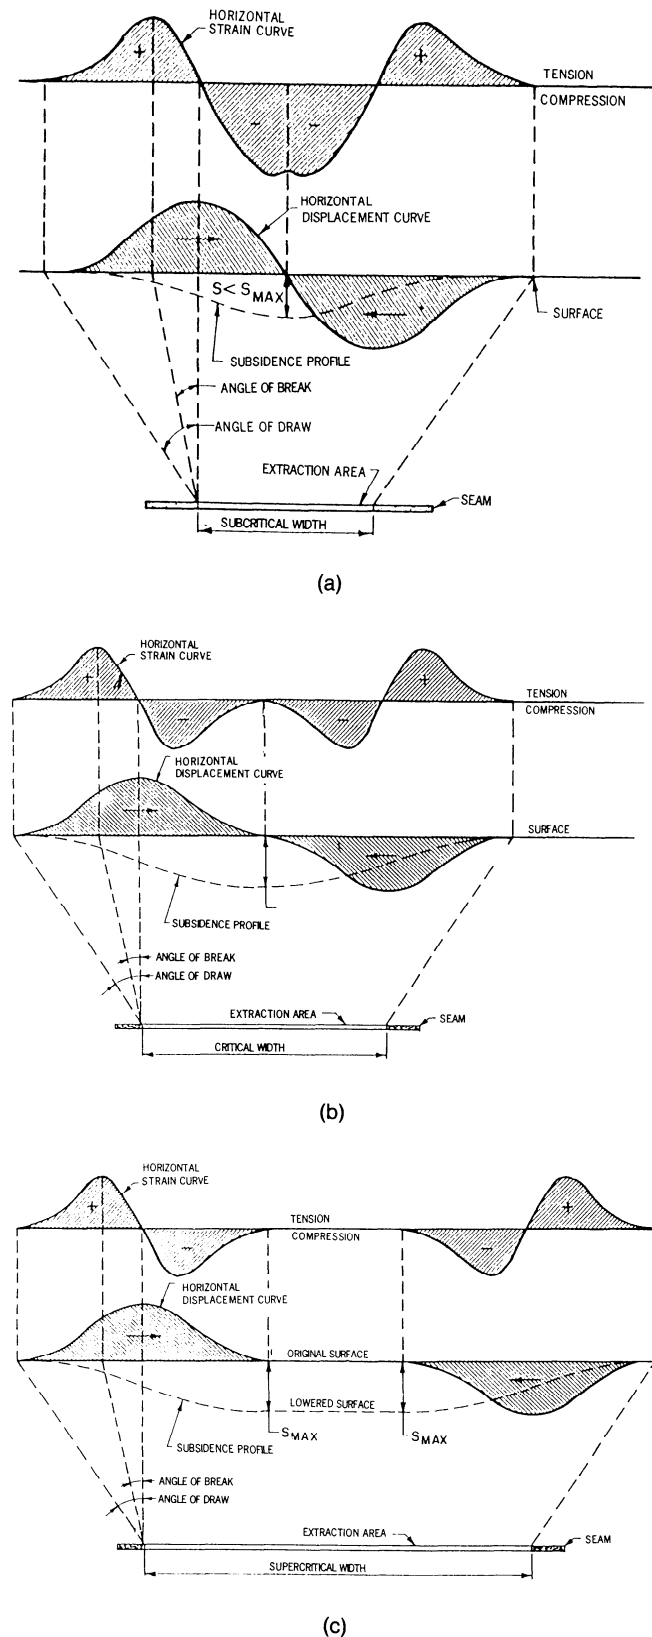 HORIZONTAL
STRAIN CURVE
+
+
TENSION
COMPRESSION
-
-
HORIZONTAL
DISPLACEMENT CURVE
S< SMAX
SURFACE
SUBSIDENCE PROFILE
ANGLE OF BREAK
ANGLE OF DRAW
EXTRACTION AREA
SEAM
SUBCRITICAL WIDTH
(a)
HORIZONTAL
STRAIN CURVE
+
+
TENSION
COMPRESSION
-
-
HORIZONTAL
DISPLACEMENT CURVE
SURFACE
SUBSIDENCE PROFILE
ANGLE OF BREAK
ANGLE OF DRAW
EXTRACTION AREA
SEAM
CRITICAL WIDTH
(b)
HORIZONTAL
STRAIN CURVE
+
+
TENSION
COMPRESSION
-
-
HORIZONTAL
DISPLACEMENT CURVE
ORIGINAL SURFACE
LOWERED SURFACE
SMAX
SMAX
SUBSIDENCE PROFILE
ANGLE OF BREAK
ANGLE OF DRAW
EXTRACTION AREA
SEAM
SUPERCRITICAL WIDTH
(c)